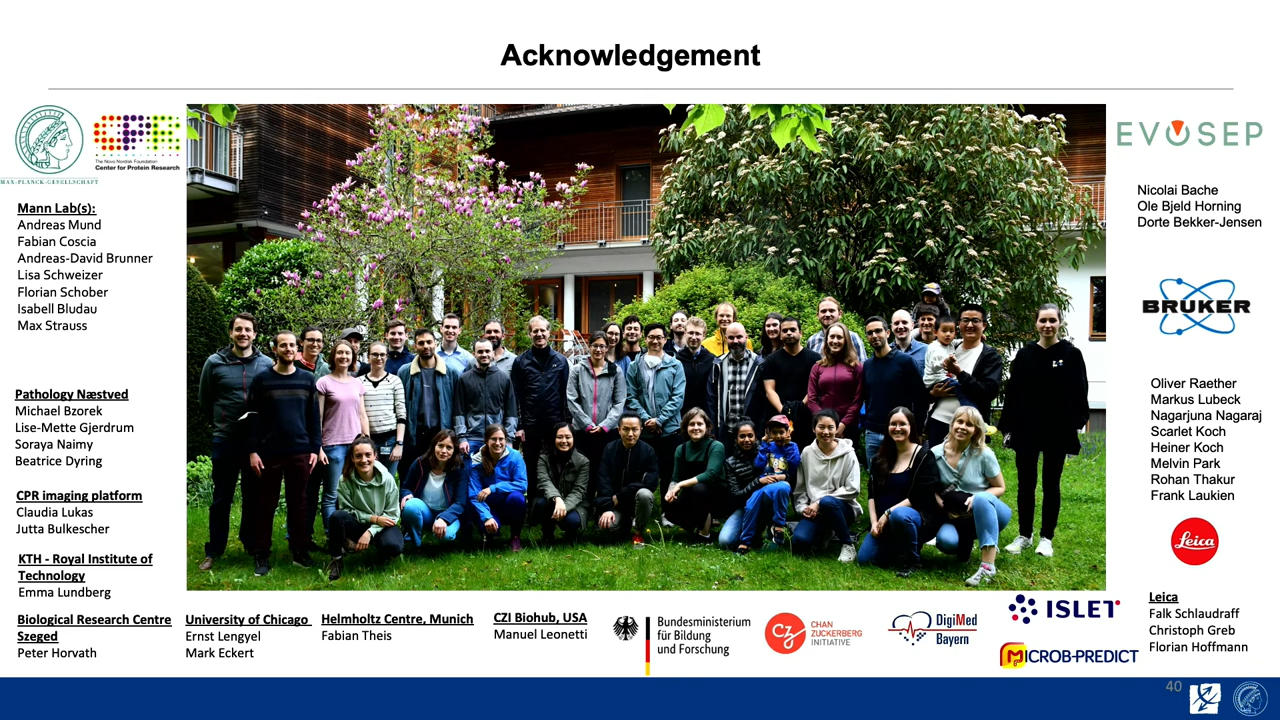 Acknowledgement
MAX-PLANCK-GESELLSCHAFT
CPR
The Novo Nordisk Foundation
Center for Protein Research
Mann Lab(s):
Andreas Mund
Fabian Coscia
Andreas-David Brunner
Lisa Schweizer
Florian Schober
Isabell Bludau
Max Strauss
Pathology Næstved
Michael Bzorek
Lise-Mette Gjerdrum
Soraya Naimy
Beatrice Dyring
CPR imaging platform
Claudia Lukas
Jutta Bulkescher
KTH - Royal Institute of
Technology
Emma Lundberg
Biological Research Centre
Szeged
Peter Horvath
University of Chicago
Ernst Lengyel
Mark Eckert
Helmholtz Centre, Munich
Fabian Theis
CZI Biohub, USA
Manuel Leonetti
Bundesministerium
für Bildung
und Forschung
CZI
CHAN
ZUCKERBERG
INITIATIVE
DigiMed
Bayern
ISLET
MICROB-PREDICT
EVOSEP
Nicolai Bache
Ole Bjeld Horning
Dorte Bekker-Jensen
BRUKER
Oliver Raether
Markus Lubeck
Nagarjuna Nagaraj
Scarlet Koch
Heiner Koch
Melvin Park
Rohan Thakur
Frank Laukien
Leica
Leica
Falk Schlaudraff
Christoph Greb
Florian Hoffmann
40